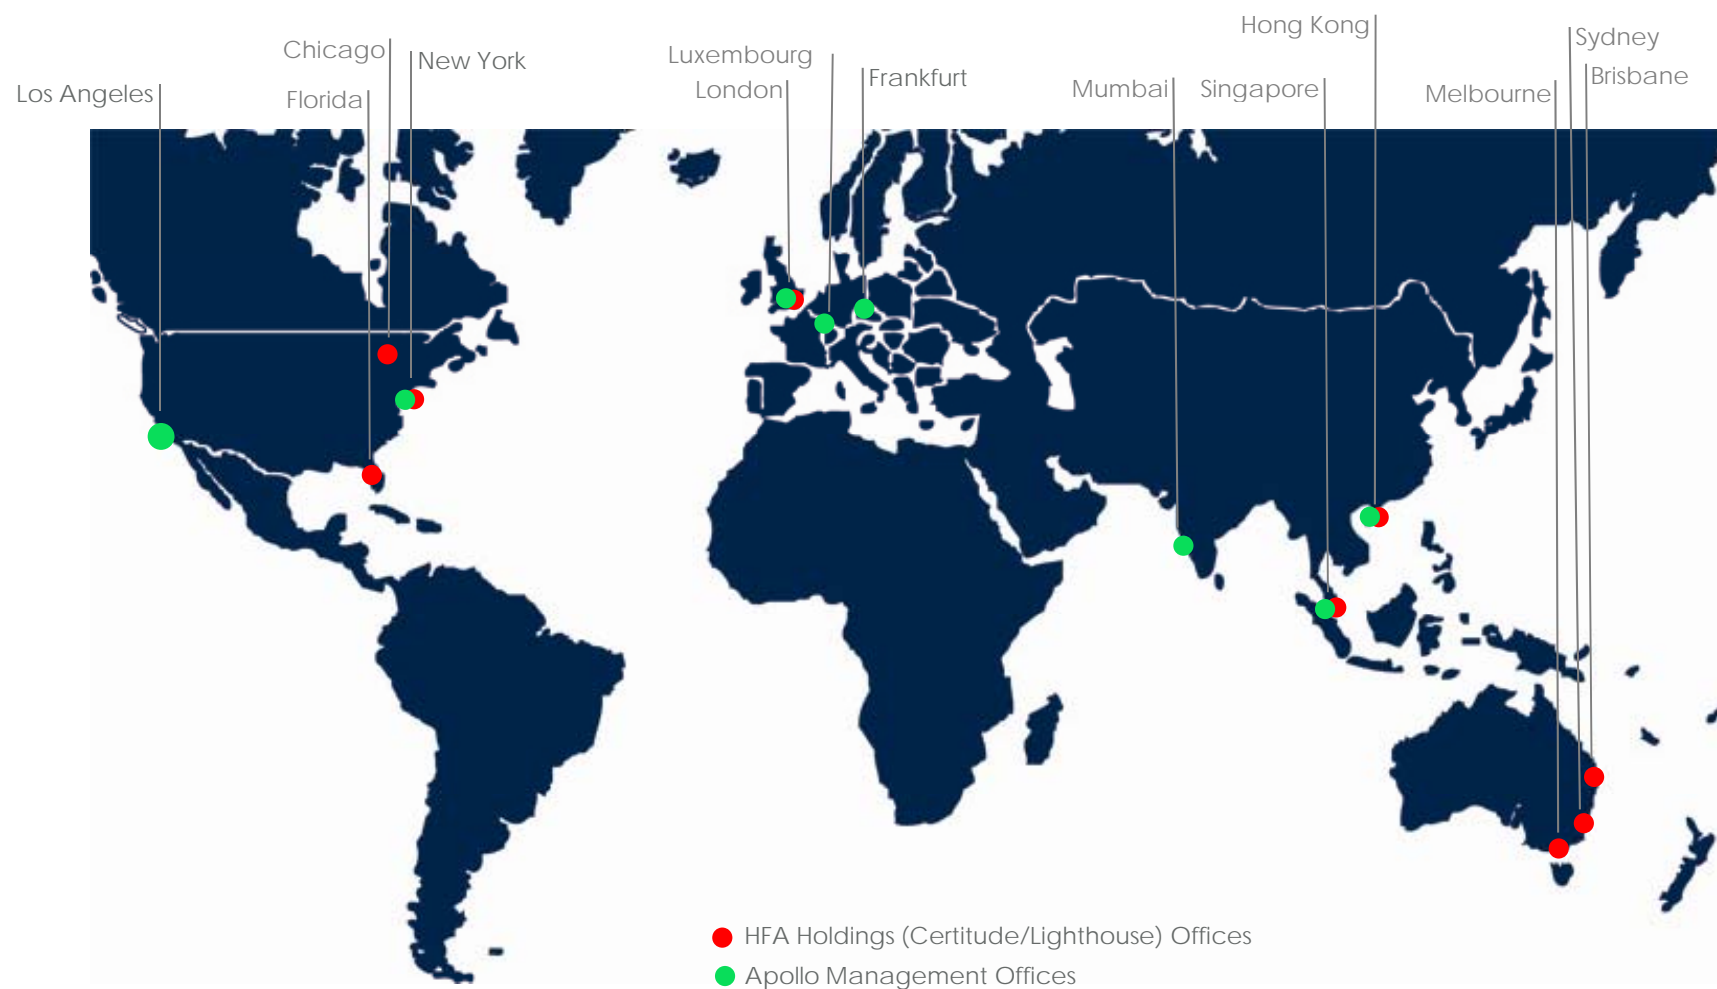 Hong Kong
Sydney
Chicago
New York
Luxembourg
Frankfurt
Brisbane
Los Angeles
Florida
London
Mumbai
Singapore
Melbourne
HFA Holdings (Certitude/Lighthouse) Offices
Apollo Management Offices